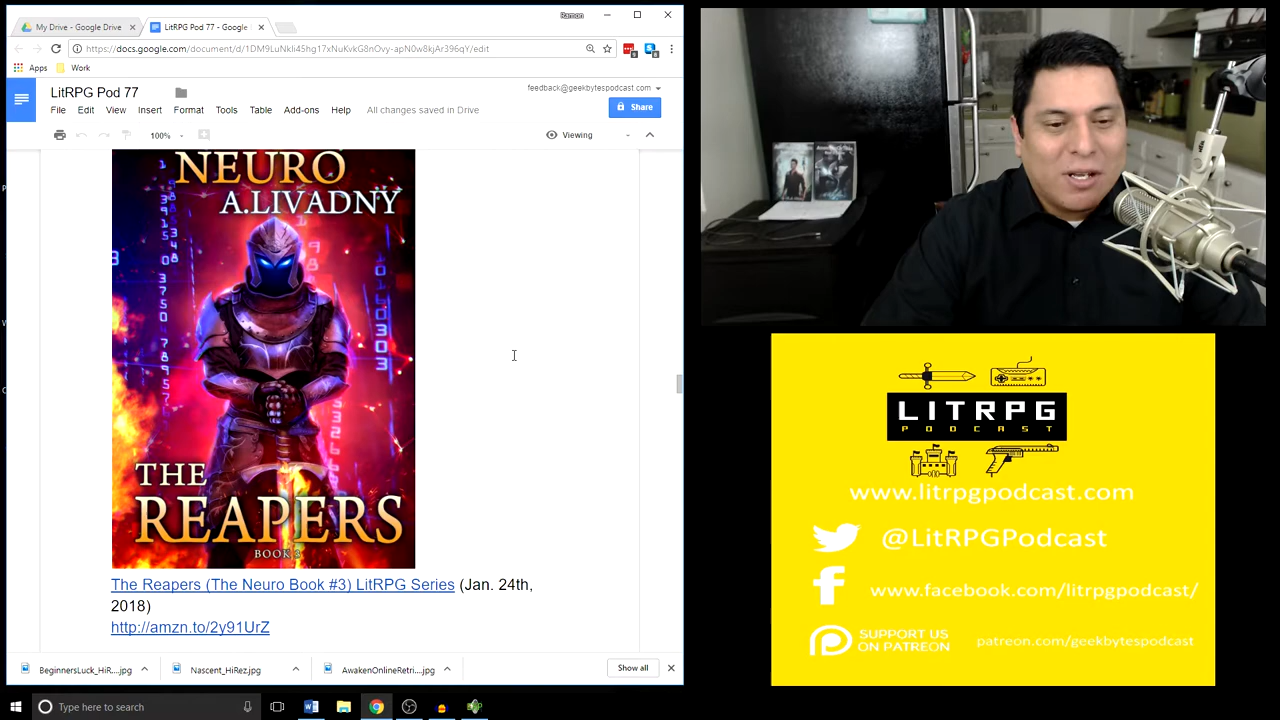 Ramon
My Drive - Google Drive
LitRPG Pod 77 - Google
https://docs.google.com/document/d/1DM9LuNkli45hg17xNuKvkG8nOvy-apN0w8kjAr396qY/edit
Apps
Work
LitRPG Pod 77
feedback@geekbytespodcast.com
File Edit View Insert Format Tools Table Add-ons Help All changes saved in Drive
Share
100%
Viewing
NEURO
A.LIVADNY
THE
REAPERS
BOOK 3
The Reapers (The Neuro Book #3) LitRPG Series (Jan. 24th,
2018)
http://amzn.to/2y91UrZ
BeginnersLuck_HiR....jpg
Nascent_HiRez.jpg
AwakenOnlineRetri....jpg
Show all
Type here to search
LITRPG
PODCAST
www.litrpgpodcast.com
@LitRPGPodcast
www.facebook.com/litrpgpodcast/
SUPPORT US
ON PATREON
patreon.com/geekbytespodcast